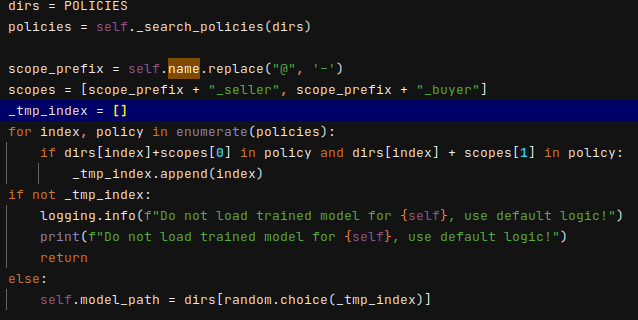 dirs = POLICIES
policies = self._search_policies(dirs)
scope_prefix = self.name.replace("@", '-')
scopes = [scope_prefix + "_seller", scope_prefix + "_buyer"]
_tmp_index = []
for index, policy in enumerate(policies):
    if dirs[index]+scopes[0] in policy and dirs[index] + scopes[1] in policy:
        _tmp_index.append(index)
if not _tmp_index:
    logging.info(f"Do not load trained model for {self}, use default logic!")
    print(f"Do not load trained model for {self}, use default logic!")
    return
else:
    self.model_path = dirs[random.choice(_tmp_index)]